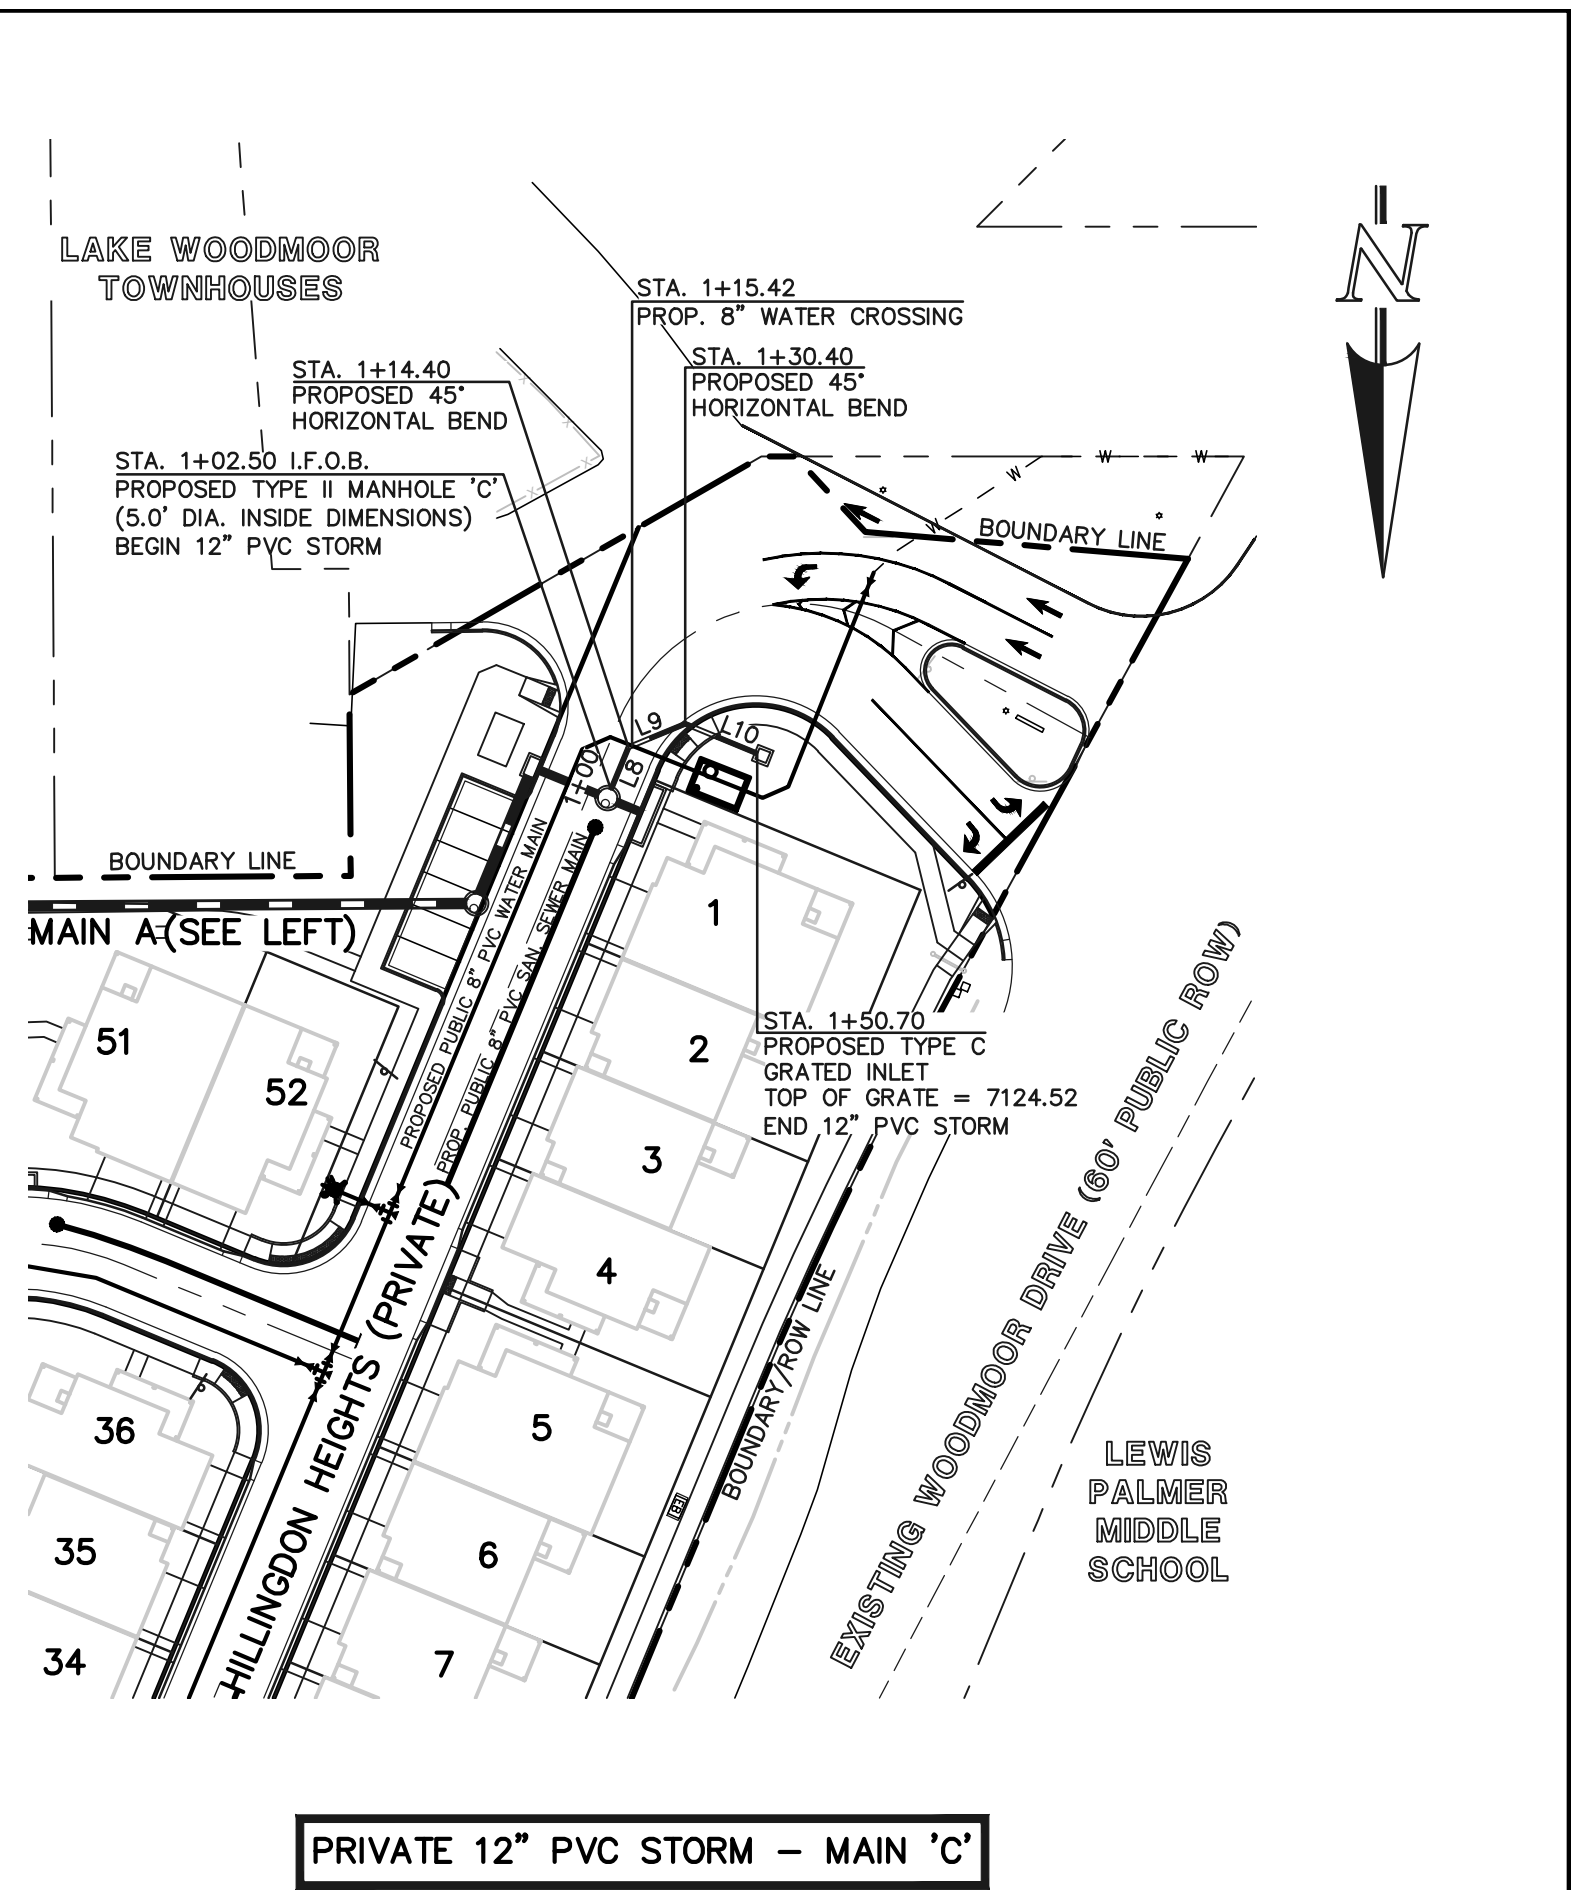 LAKE WOODMOOR
TOWNHOUSES
N
STA. 1+15.42
PROP. 8" WATER CROSSING
STA. 1+14.40
PROPOSED 45°
HORIZONTAL BEND
STA. 1+30.40
PROPOSED 45°
HORIZONTAL BEND
STA. 1+02.50 I.F.O.B.
PROPOSED TYPE II MANHOLE 'C'
(5.0' DIA. INSIDE DIMENSIONS)
BEGIN 12" PVC STORM
X
X
X
X
W
W
W
W
BOUNDARY LINE
L9
L10
L8
1+00
BOUNDARY LINE
MAIN A(SEE LEFT)
PROPOSED PUBLIC 8" PVC WATER MAIN
PROP. PUBLIC 8" PVC SAN. SEWER MAIN
1
2
3
4
5
6
7
51
52
36
35
34
STA. 1+50.70
PROPOSED TYPE C
GRATED INLET
TOP OF GRATE = 7124.52
END 12" PVC STORM
HILLINGDON HEIGHTS (PRIVATE)
BOUNDARY/ROW LINE
EB
EXISTING WOODMOOR DRIVE (60' PUBLIC ROW)
LEWIS
PALMER
MIDDLE
SCHOOL
PRIVATE 12" PVC STORM – MAIN 'C'